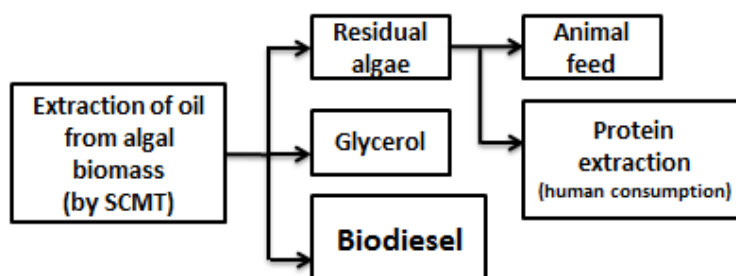 Extraction of oil
from algal
biomass
(by SCMT)
Residual
algae
Glycerol
Biodiesel
Animal
feed
Protein
extraction
(human consumption)